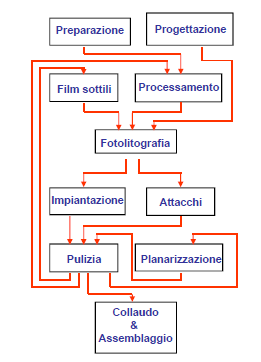 Preparazione
Progettazione
Film sottili
Processamento
Fotolitografia
Impiantazione
Attacchi
Pulizia
Planarizzazione
Collaudo
&
Assemblaggio